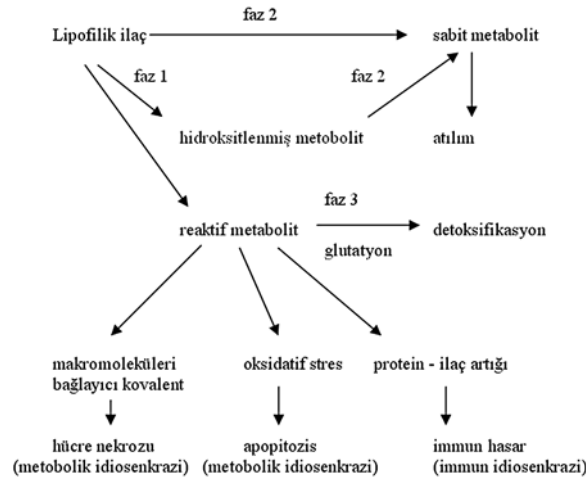 faz 2
Lipofilik ilaç
sabit metabolit
faz 1
faz 2
hidroksitlenmiş metobolit
atılım
faz 3
reaktif metabolit
detoksifikasyon
glutatyon
makromoleküleri
bağlayıcı kovalent
oksidatif stres
protein - ilaç artığı
hücre nekrozu
(metobolik idiosenkrazi)
apopitozis
(metabolik idiosenkrazi)
immun hasar
(immun idiosenkrazi)